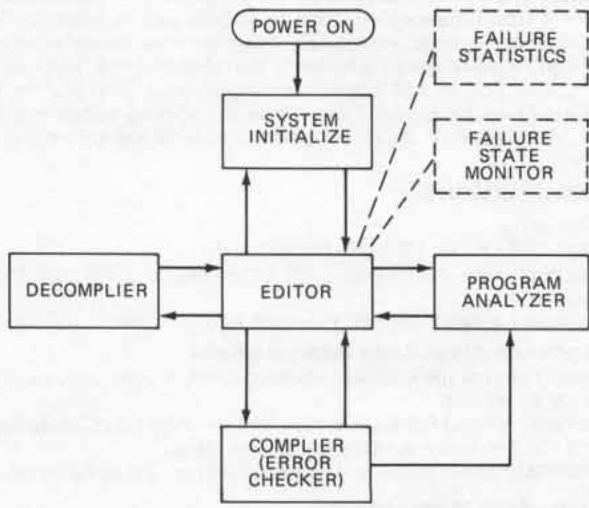 POWER ON
FAILURE
STATISTICS
SYSTEM
INITIALIZE
FAILURE
STATE
MONITOR
DECOMPLIER
EDITOR
PROGRAM
ANALYZER
COMPLIER
(ERROR
CHECKER)